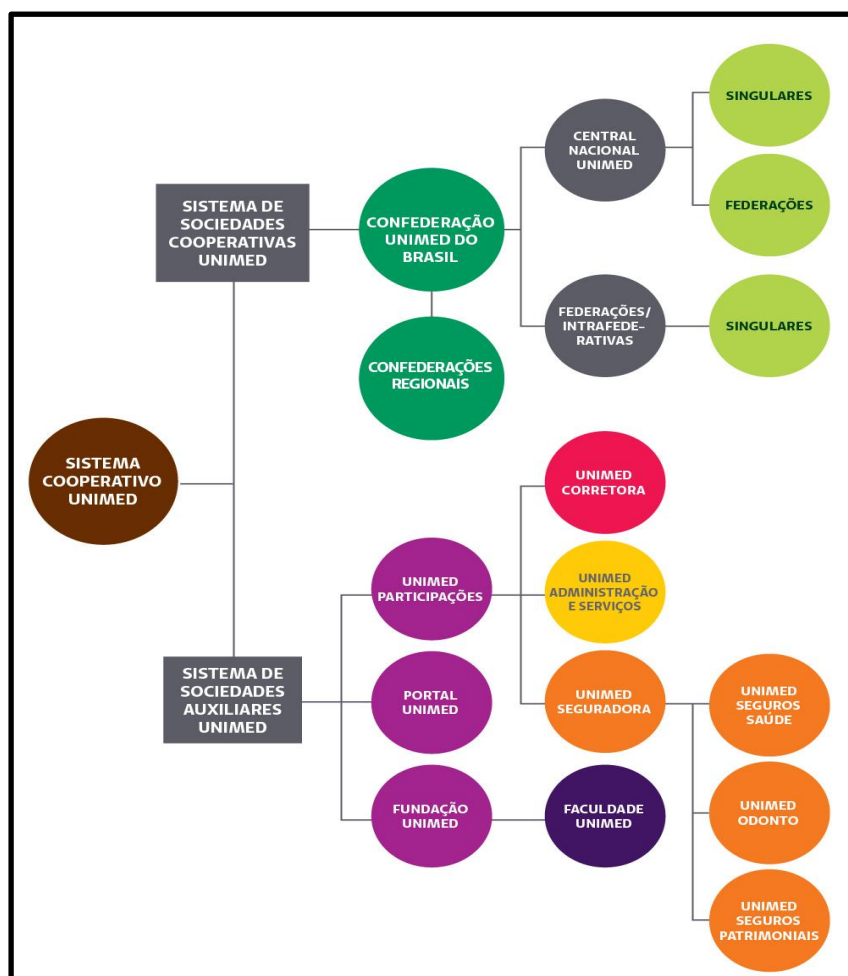 SINGULARES
CENTRAL
NACIONAL
UNIMED
FEDERAÇÕES
SISTEMA DE
SOCIEDADES
COOPERATIVAS
UNIMED
CONFEDERAÇÃO
UNIMED DO
BRASIL
FEDERAÇÕES/
INTRAFEDE-
RATIVAS
SINGULARES
CONFEDERAÇÕES
REGIONAIS
SISTEMA
COOPERATIVO
UNIMED
UNIMED
CORRETORA
UNIMED
PARTICIPAÇÕES
UNIMED
ADMINISTRAÇÃO
E SERVIÇOS
SISTEMA DE
SOCIEDADES
AUXILIARES
UNIMED
PORTAL
UNIMED
UNIMED
SEGURADORA
UNIMED
SEGUROS
SAÚDE
FUNDAÇÃO
UNIMED
FACULDADE
UNIMED
UNIMED
ODONTO
UNIMED
SEGUROS
PATRIMONIAIS